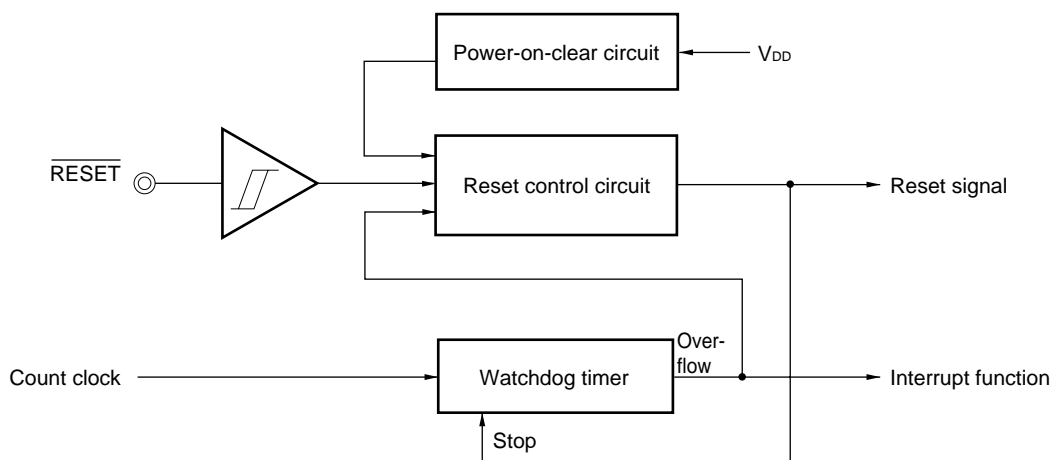 Power-on-clear circuit
VDD
RESET
Reset control circuit
Reset signal
Over-
flow
Count clock
Watchdog timer
Interrupt function
Stop